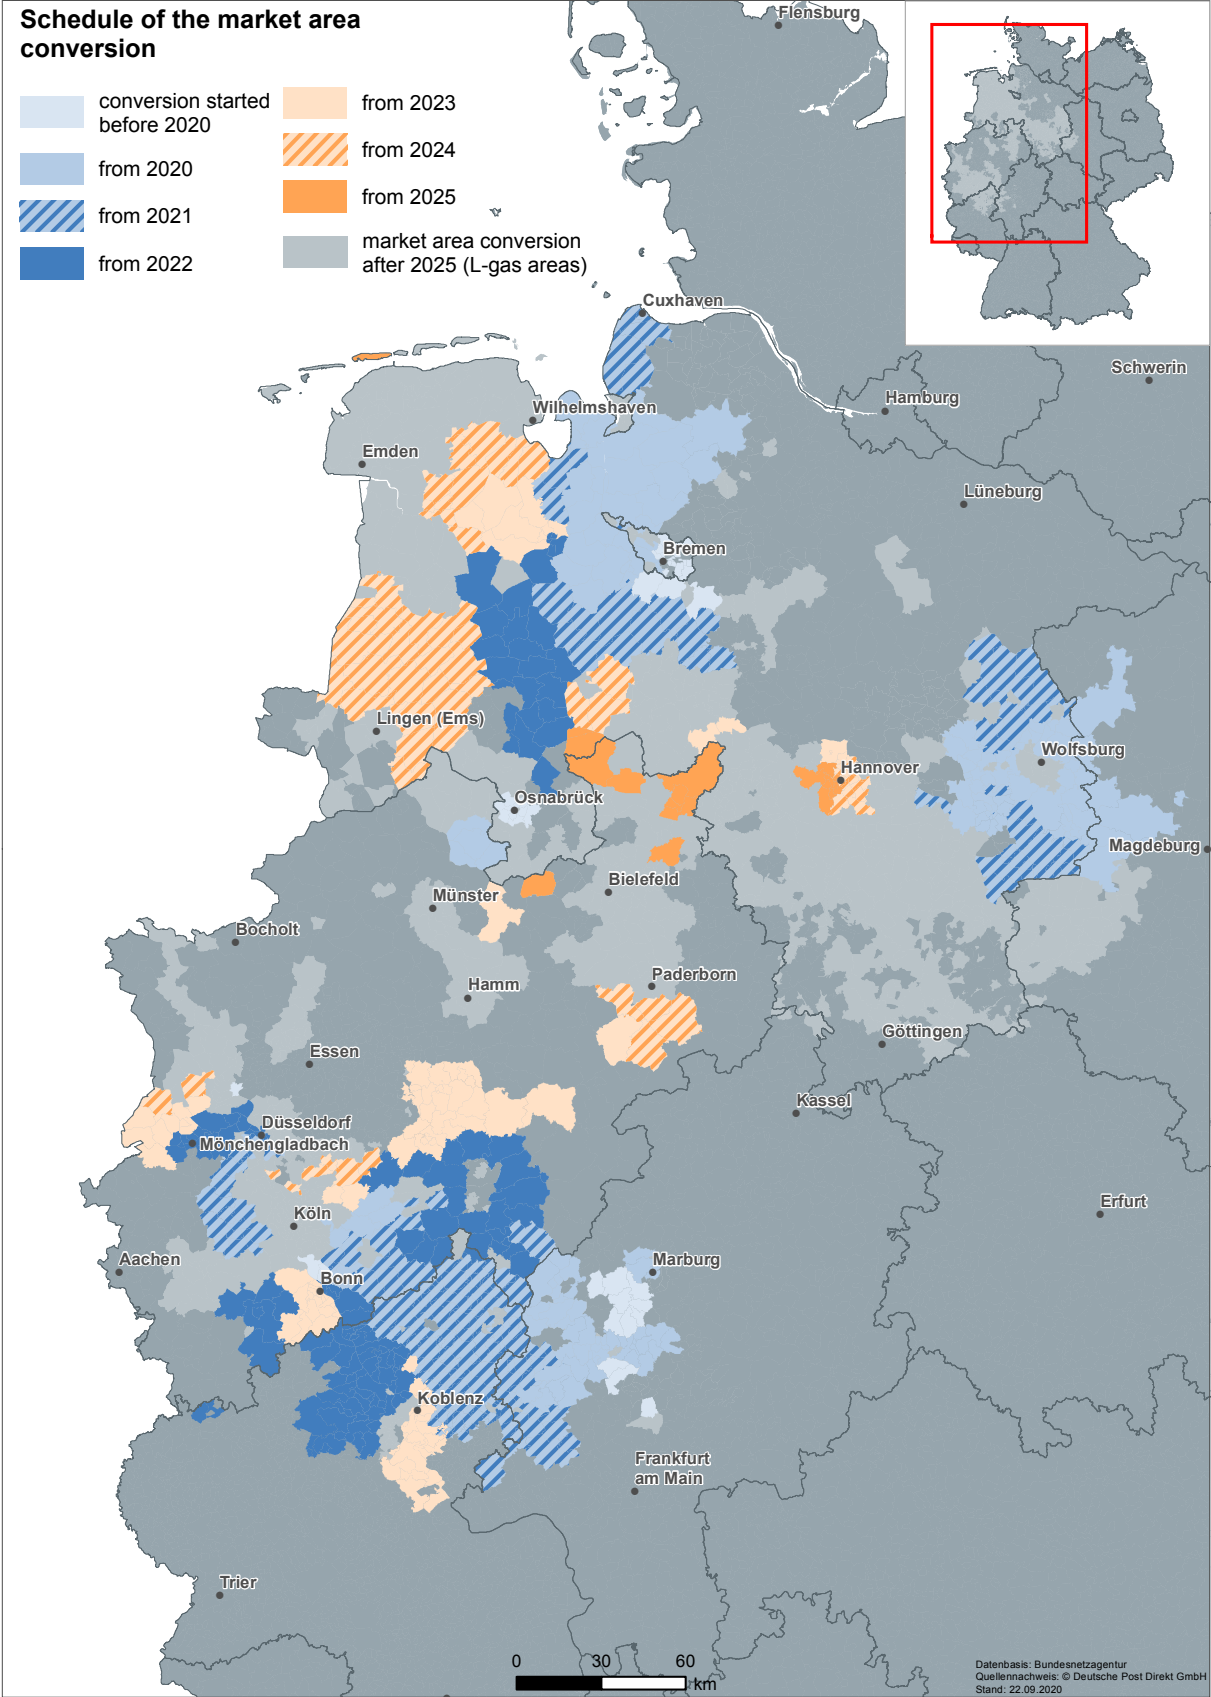 Schedule of the market area
conversion
conversion started
before 2020
from 2020
from 2021
from 2022
from 2023
from 2024
from 2025
market area conversion
after 2025 (L-gas areas)
Flensburg
Cuxhaven
Schwerin
Hamburg
Wilhelmshaven
Emden
Lüneburg
Bremen
Lingen (Ems)
Wolfsburg
Hannover
Osnabrück
Magdeburg
Bielefeld
Münster
Bocholt
Paderborn
Hamm
Göttingen
Essen
Kassel
Düsseldorf
Mönchengladbach
Erfurt
Köln
Aachen
Marburg
Bonn
Koblenz
Frankfurt
am Main
Trier
0 30 60
km
Datenbasis: Bundesnetzagentur
Quellennachweis: © Deutsche Post Direkt GmbH
Stand: 22.09.2020